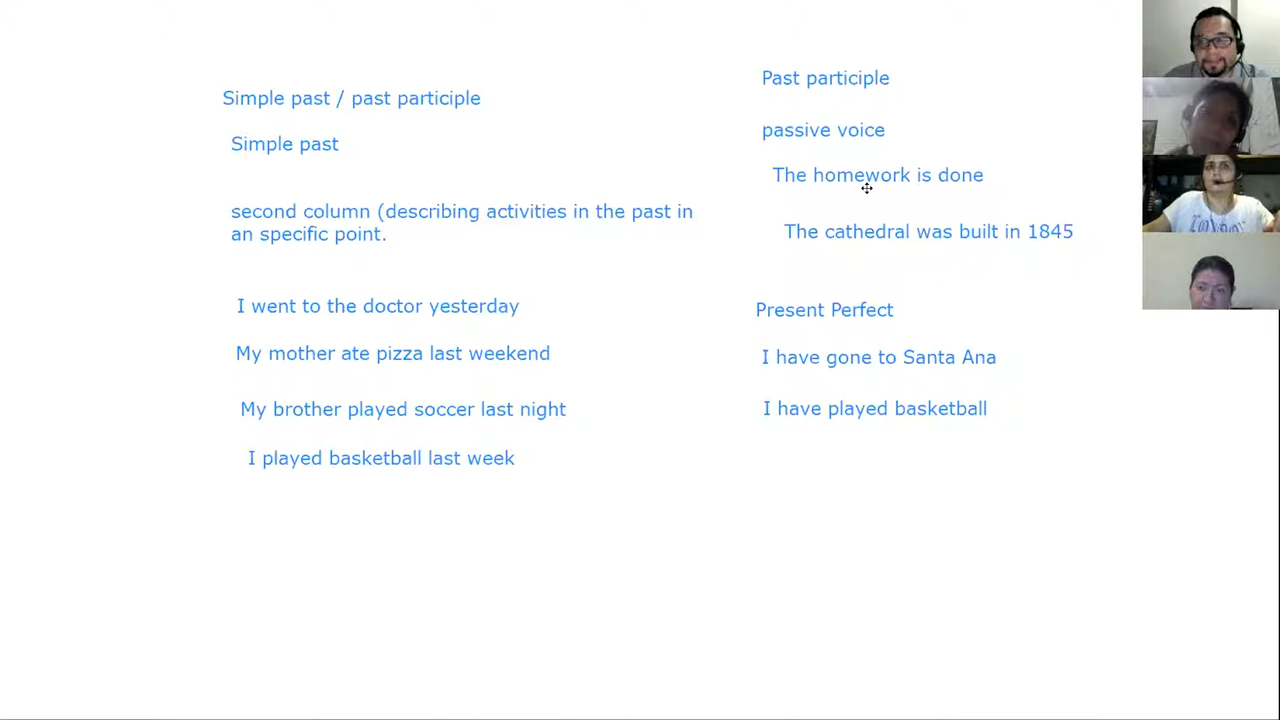 Simple past / past participle
Simple past
second column (describing activities in the past in
an specific point.
I went to the doctor yesterday
My mother ate pizza last weekend
My brother played soccer last night
I played basketball last week
Past participle
passive voice
The homework is done
The cathedral was built in 1845
Present Perfect
I have gone to Santa Ana
I have played basketball